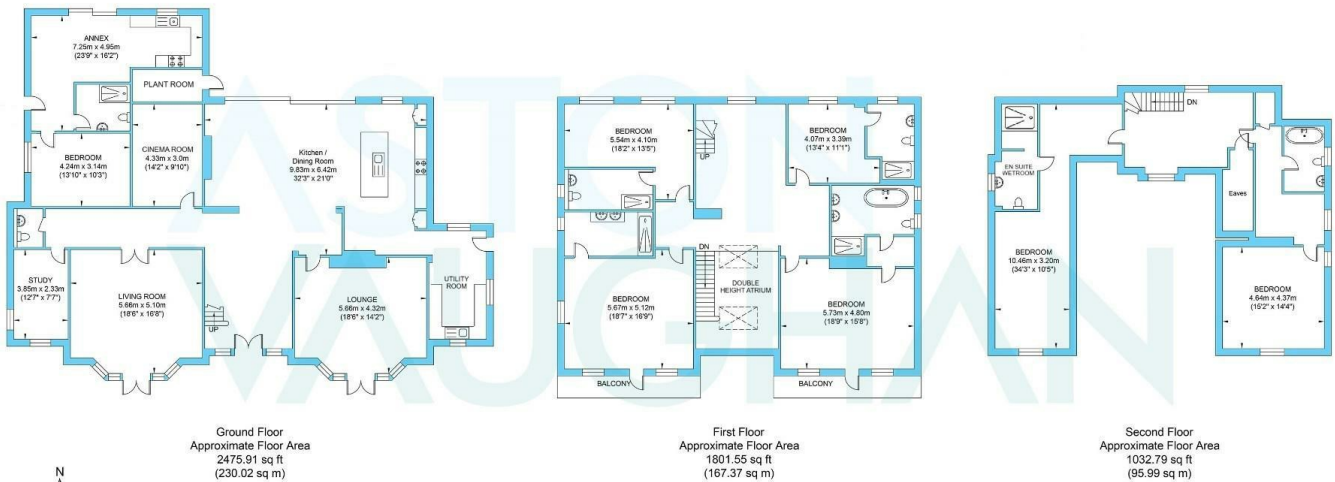 ASTON
VAUGHAN
ANNEX
7.25m x 4.95m
(23'9" x 16'2")
PLANT ROOM
CINEMA ROOM
4.33m x 3.0m
(14'2" x 9'10")
BEDROOM
4.24m x 3.14m
(13'10" x 10'3")
Kitchen /
Dining Room
9.83m x 6.42m
32'3" x 21'0")
STUDY
3.85m x 2.33m
(12'7" x 7'7")
LIVING ROOM
5.66m x 5.10m
(18'6" x 16'8")
UP
LOUNGE
5.66m x 4.32m
(18'6" x 14'2")
UTILITY
ROOM
Ground Floor
Approximate Floor Area
2475.91 sq ft
(230.02 sq m)
N
BEDROOM
5.54m x 4.10m
(18'2" x 13'5")
UP
BEDROOM
4.07m x 3.39m
(13'4" x 11'1")
DN
DOUBLE
HEIGHT ATRIUM
BEDROOM
5.67m x 5.12m
(18'7" x 16'9")
BEDROOM
5.73m x 4.80m
(18'9" x 15'8")
BALCONY
BALCONY
First Floor
Approximate Floor Area
1801.55 sq ft
(167.37 sq m)
DN
EN SUITE
WETROOM
Eaves
BEDROOM
10.46m x 3.20m
(34'3" x 10'5")
BEDROOM
4.64m x 4.37m
(15'2" x 14'4")
Second Floor
Approximate Floor Area
1032.79 sq ft
(95.99 sq m)